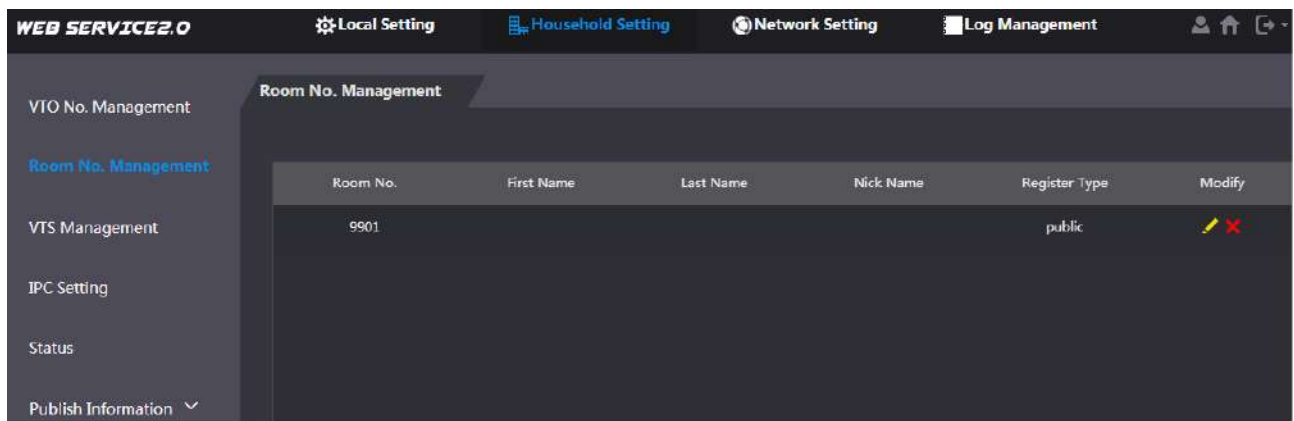 WEB SERVICE2.0 Local Setting Household Setting Network Setting Log Management
Room No. Management
VTO No. Management
Room No. Management
Room No. First Name Last Name Nick Name Register Type Modify
VTS Management
9901 public
IPC Setting
Status
Publish Information